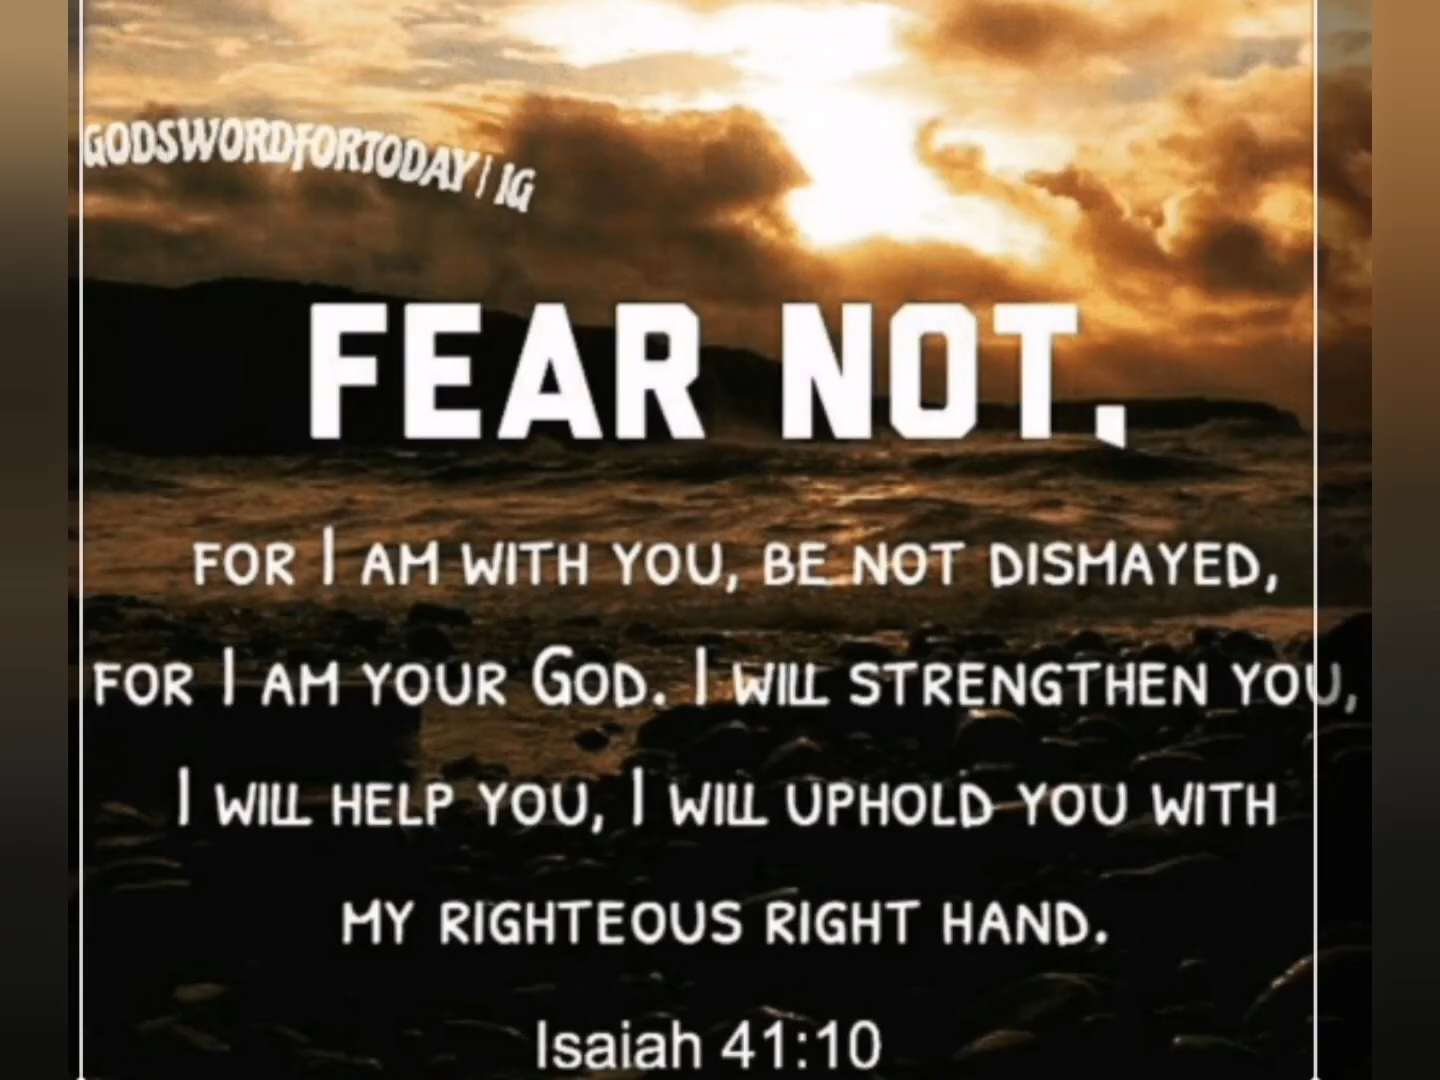 GODSWORDFORTODAY | IG
FEAR NOT,
FOR I AM WITH YOU, BE NOT DISMAYED,
FOR I AM YOUR GOD. I WILL STRENGTHEN YOU,
I WILL HELP YOU, I WILL UPHOLD YOU WITH
MY RIGHTEOUS RIGHT HAND.
Isaiah 41:10